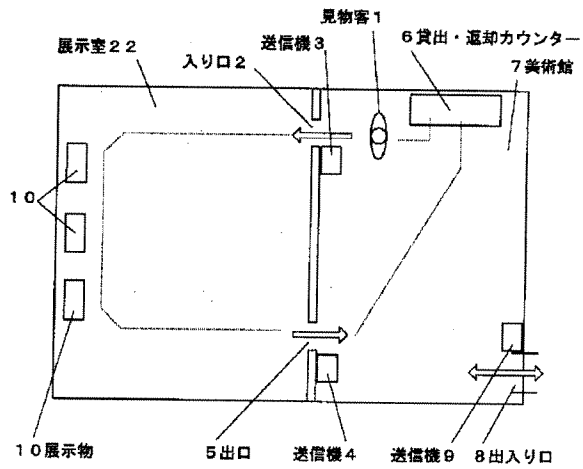 見物客1
展示室22
送信機3
6貸出・返却カウンター
入り口2
7美術館
10
10展示物
5出口
送信機4
送信機9
8出入り口